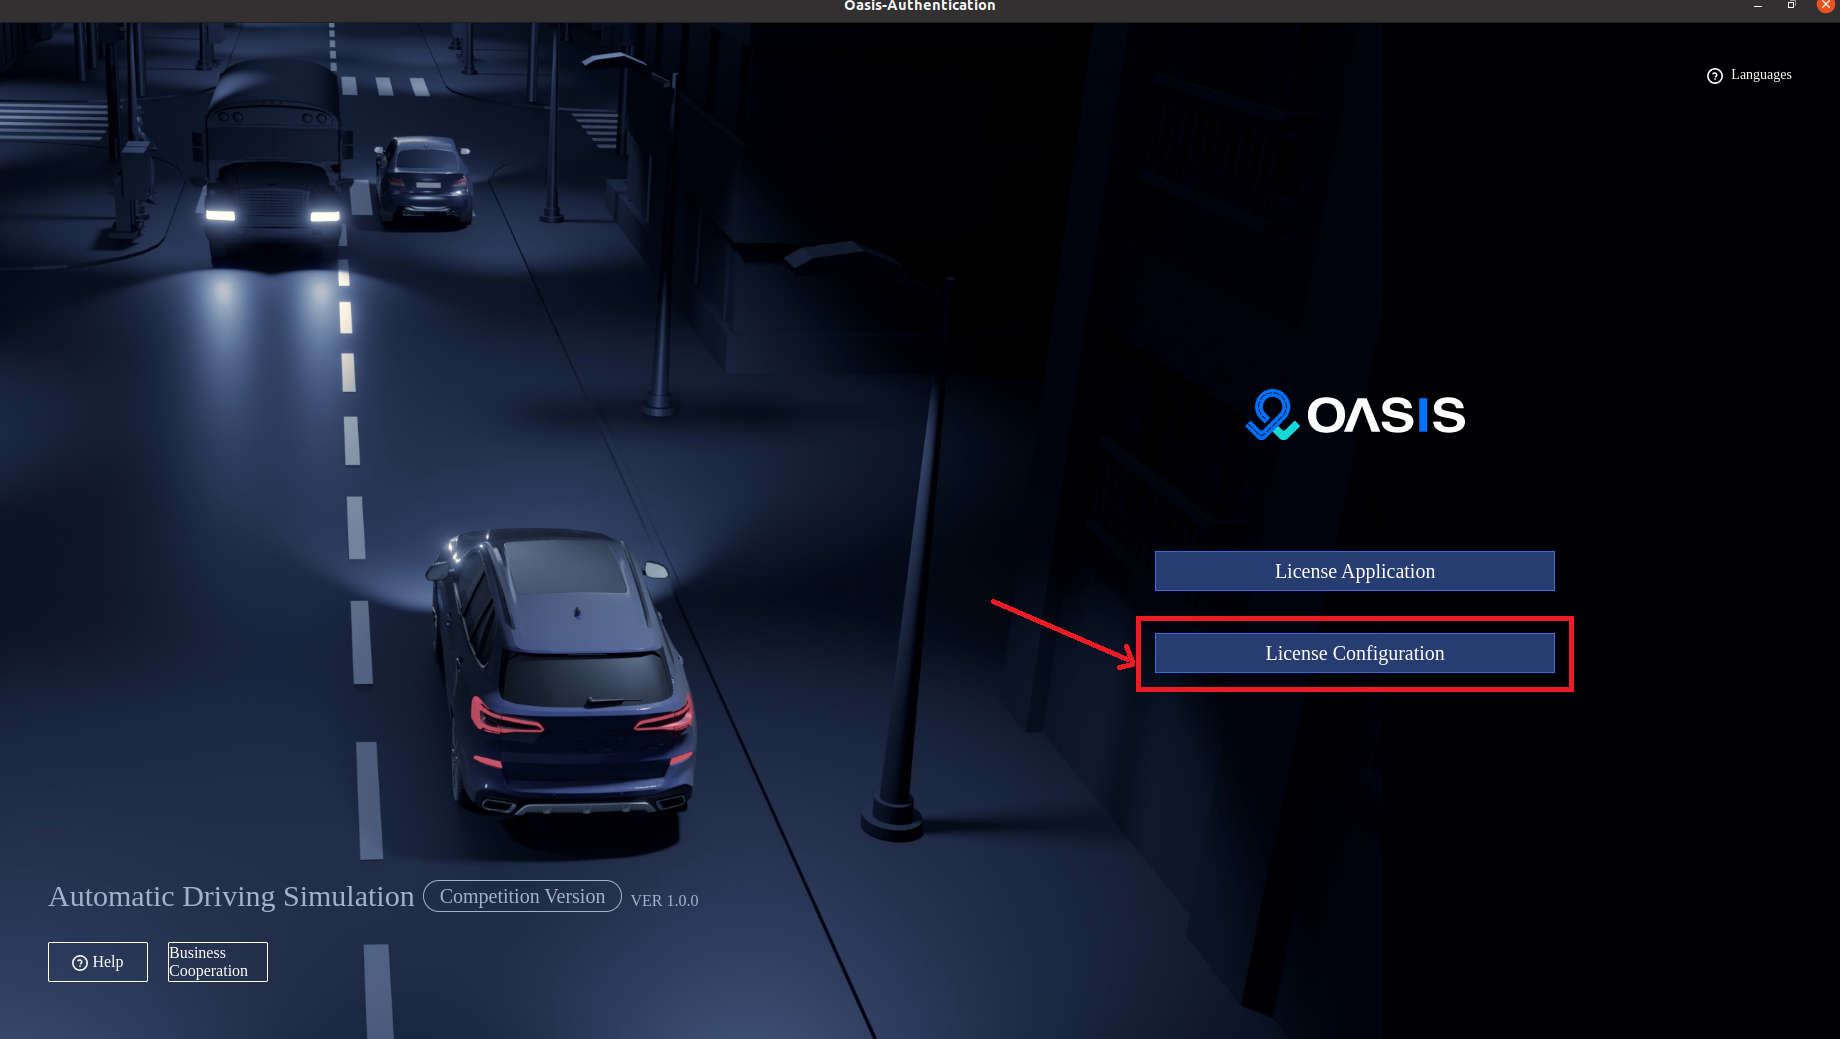 Oasis-Authentication
Languages
OASIS
License Application
License Configuration
Automatic Driving Simulation Competition Version VER 1.0.0
Help
Business
Cooperation